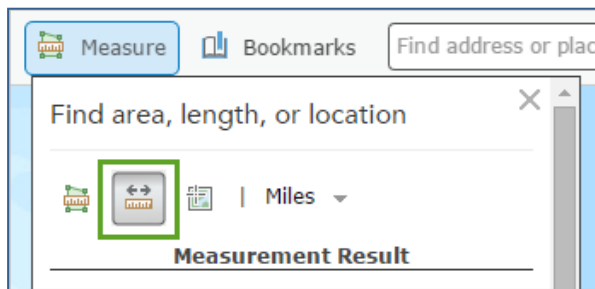 Measure Bookmarks Find address or plac
Find area, length, or location
| Miles
Measurement Result